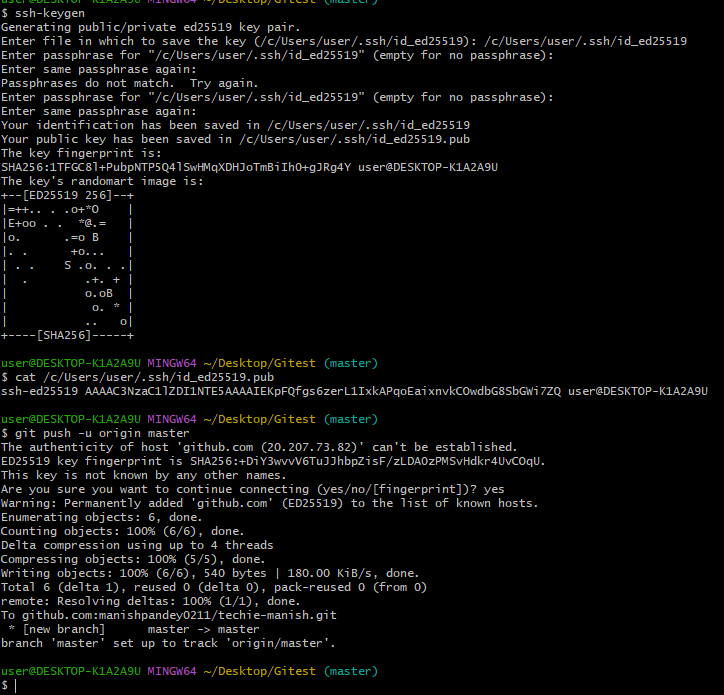 user@DESKTOP-K1A2A9U MINGW64 ~/Desktop/Gitest (master)
$ ssh-keygen
Generating public/private ed25519 key pair.
Enter file in which to save the key (/c/Users/user/.ssh/id_ed25519): /c/Users/user/.ssh/id_ed25519
Enter passphrase for "/c/Users/user/.ssh/id_ed25519" (empty for no passphrase):
Enter same passphrase again:
Passphrases do not match.  Try again.
Enter passphrase for "/c/Users/user/.ssh/id_ed25519" (empty for no passphrase):
Enter same passphrase again:
Your identification has been saved in /c/Users/user/.ssh/id_ed25519
Your public key has been saved in /c/Users/user/.ssh/id_ed25519.pub
The key fingerprint is:
SHA256:1TFGC8l+PubpNTP5Q4lSwHMqXDHJoTmBiIhO+gJRg4Y user@DESKTOP-K1A2A9U
The key's randomart image is:
+--[ED25519 256]--+
|=++.. . .o+*O    |
|E+oo . .  *@.=   |
|o.      .=o B    |
|. .      +o...   |
| . .    S .o. . .|
|  .        .+. + |
|           o.oB  |
|            o. * |
|           ..   o|
+----[SHA256]-----+
user@DESKTOP-K1A2A9U MINGW64 ~/Desktop/Gitest (master)
$ cat /c/Users/user/.ssh/id_ed25519.pub
ssh-ed25519 AAAAC3NzaC1lZDI1NTE5AAAAIEKpFQfgs6zerL1IxkAPqoEaixnvkCOwdbG8SbGWi7ZQ user@DESKTOP-K1A2A9U
user@DESKTOP-K1A2A9U MINGW64 ~/Desktop/Gitest (master)
$ git push -u origin master
The authenticity of host 'github.com (20.207.73.82)' can't be established.
ED25519 key fingerprint is SHA256:+DiY3wvvV6TuJJhbpZisF/zLDA0zPMSvHdkr4UvCOqU.
This key is not known by any other names.
Are you sure you want to continue connecting (yes/no/[fingerprint])? yes
Warning: Permanently added 'github.com' (ED25519) to the list of known hosts.
Enumerating objects: 6, done.
Counting objects: 100% (6/6), done.
Delta compression using up to 4 threads
Compressing objects: 100% (5/5), done.
Writing objects: 100% (6/6), 540 bytes | 180.00 KiB/s, done.
Total 6 (delta 1), reused 0 (delta 0), pack-reused 0 (from 0)
remote: Resolving deltas: 100% (1/1), done.
To github.com:manishpandey0211/techie-manish.git
 * [new branch]      master -> master
branch 'master' set up to track 'origin/master'.
user@DESKTOP-K1A2A9U MINGW64 ~/Desktop/Gitest (master)
$